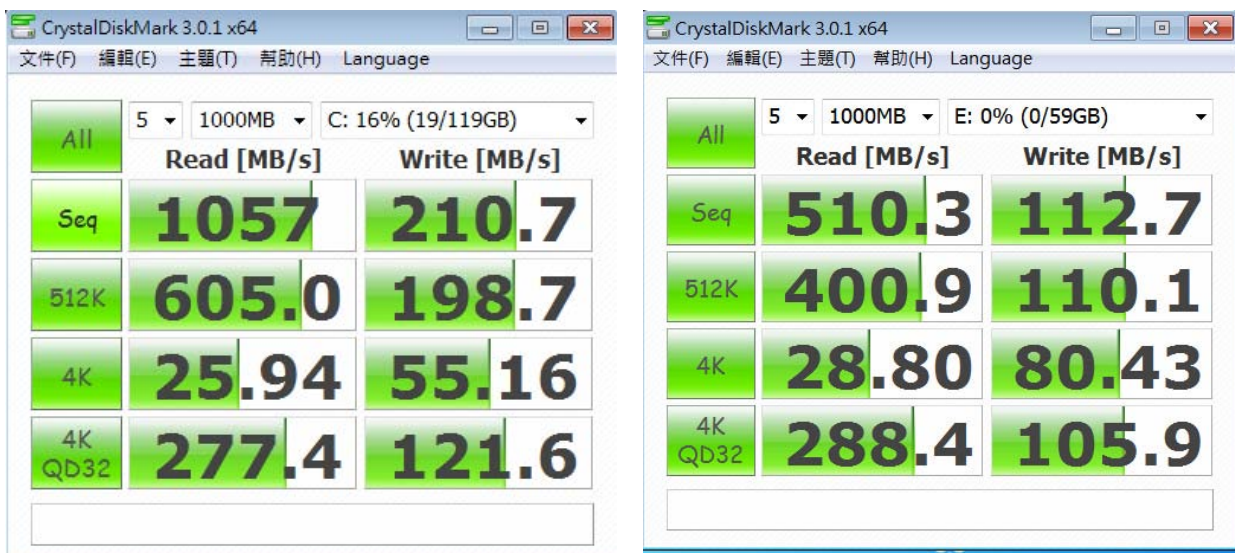 CrystalDiskMark 3.0.1 x64
文件(F) 編輯(E) 主題(T) 幫助(H) Language
All 5 1000MB C: 16% (19/119GB)
Read [MB/s] Write [MB/s]
Seq 1057 210.7
512K 605.0 198.7
4K 25.94 55.16
4K QD32 277.4 121.6
CrystalDiskMark 3.0.1 x64
文件(F) 編輯(E) 主題(T) 幫助(H) Language
All 5 1000MB E: 0% (0/59GB)
Read [MB/s] Write [MB/s]
Seq 510.3 112.7
512K 400.9 110.1
4K 28.80 80.43
4K QD32 288.4 105.9